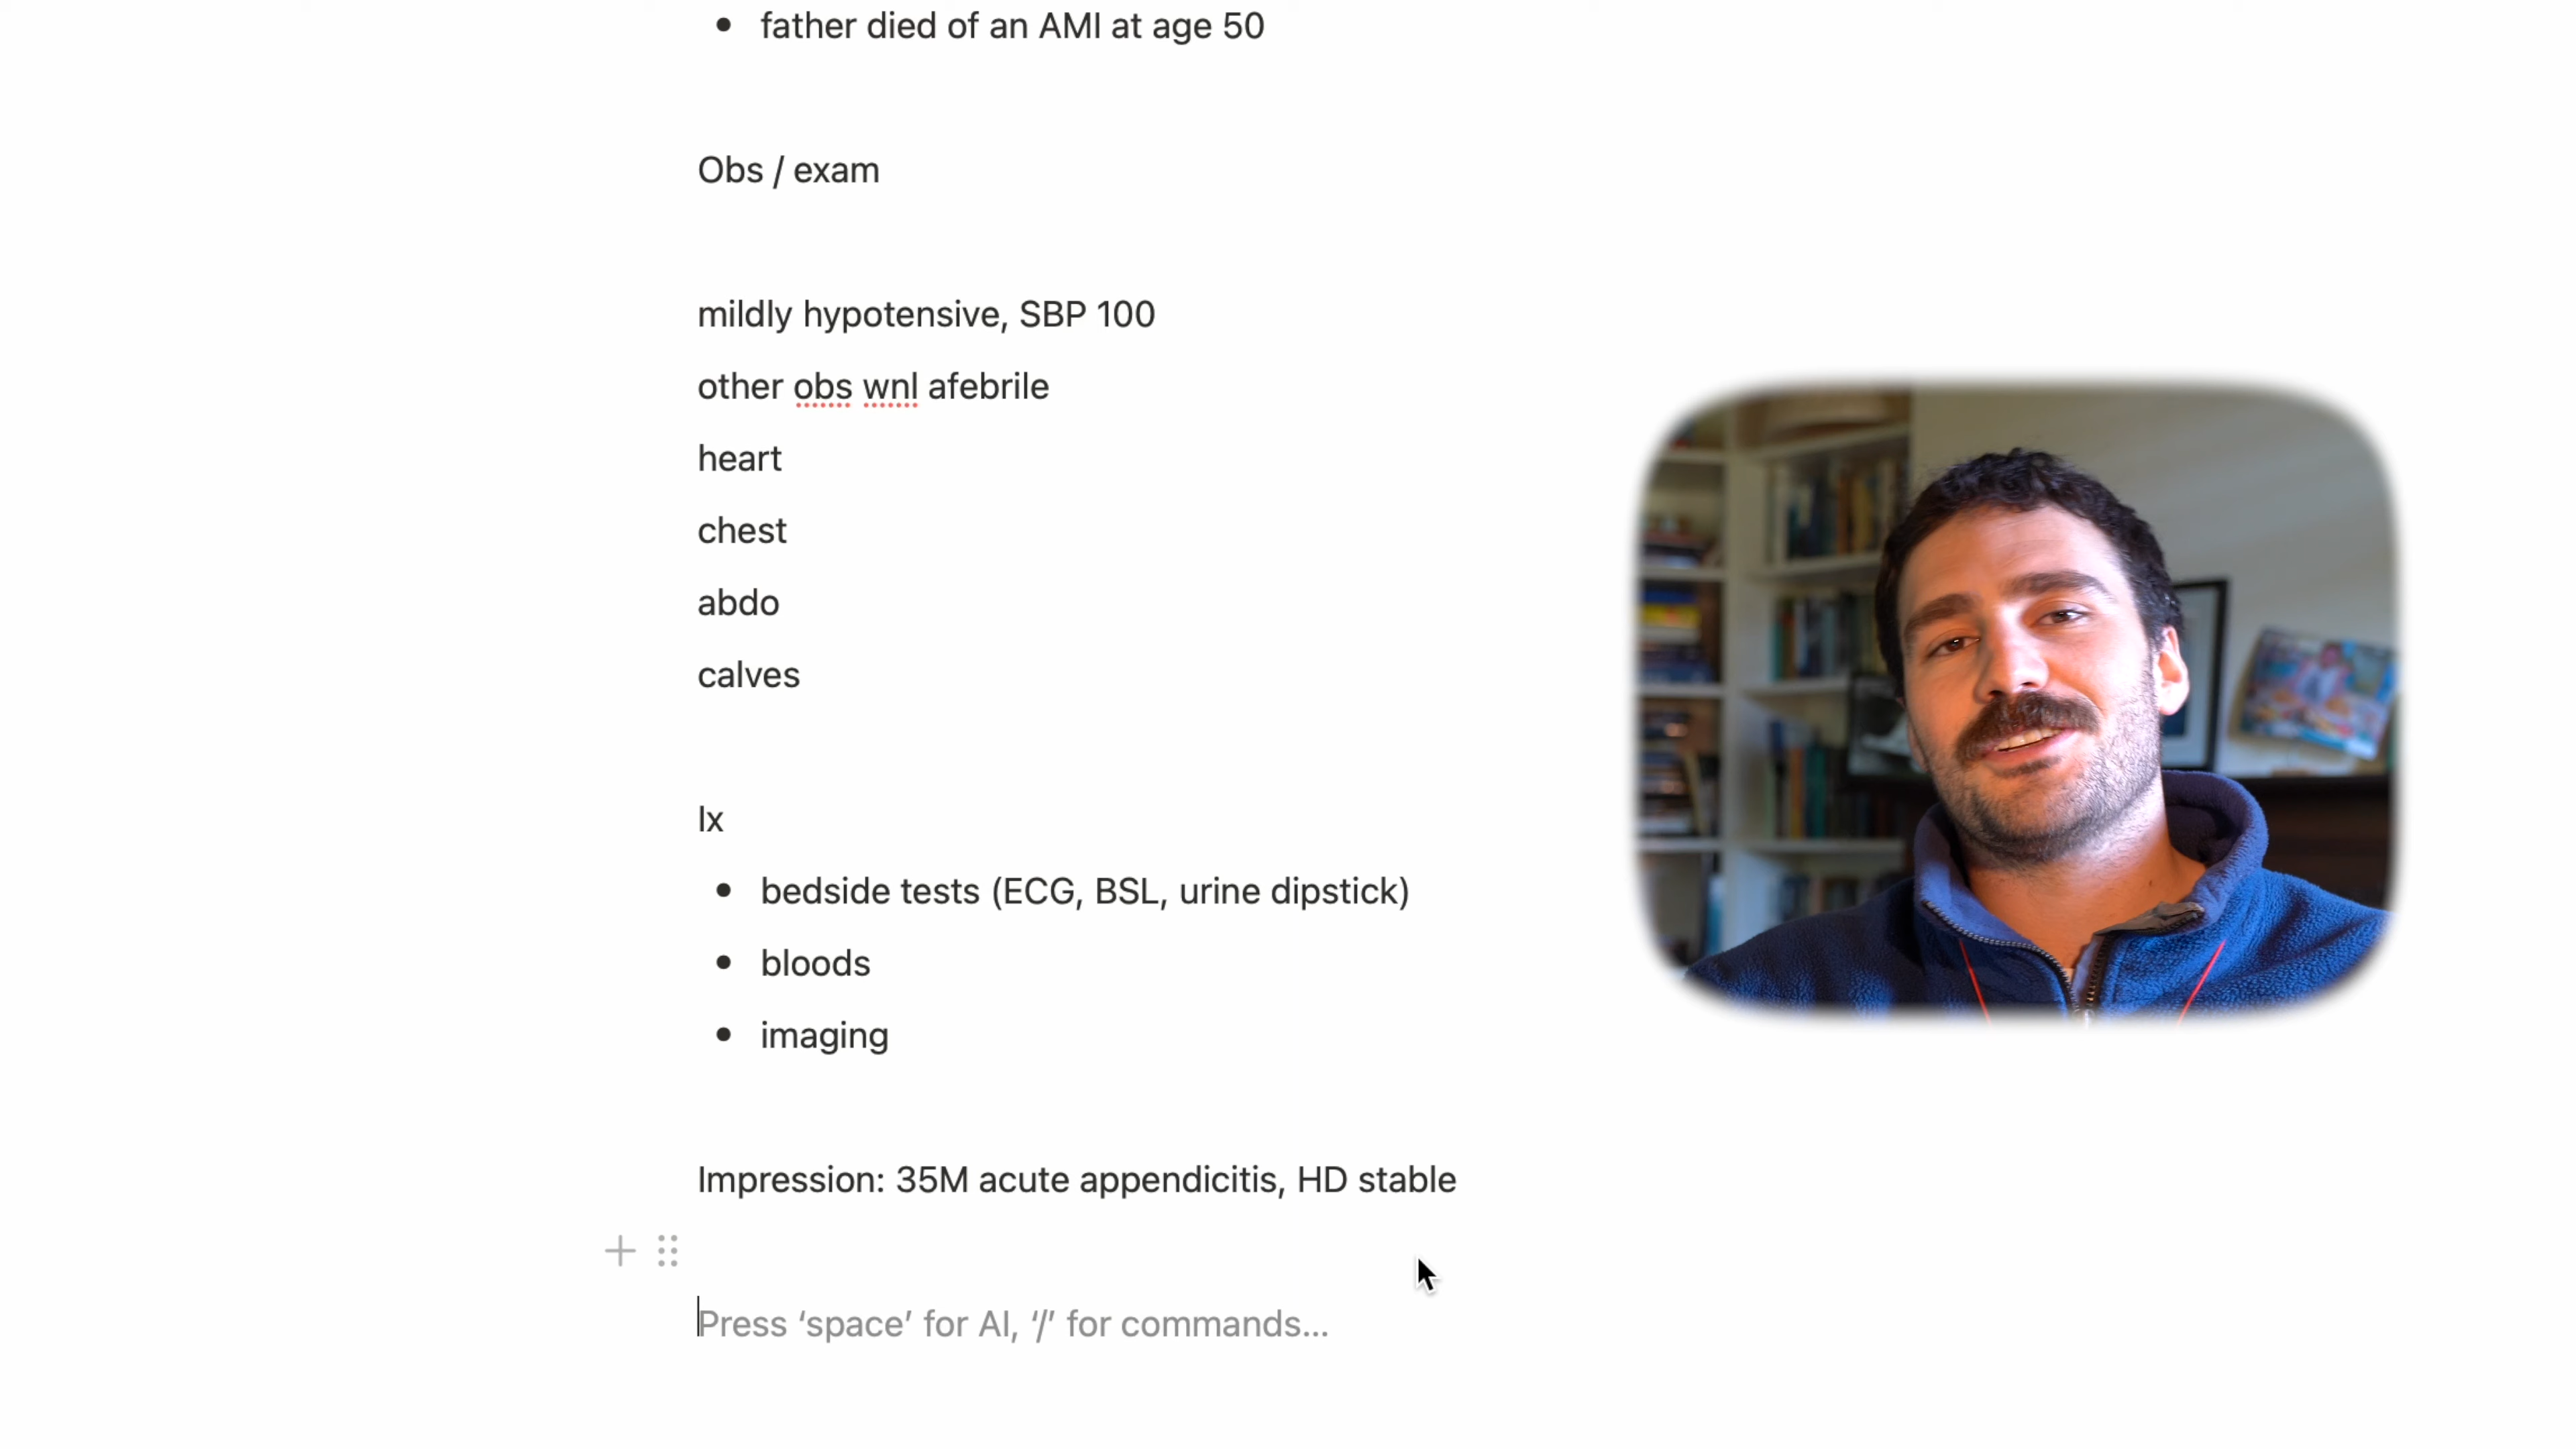 • father died of an AMI at age 50
Obs / exam
mildly hypotensive, SBP 100
other obs wnl afebrile
heart
chest
abdo
calves
Ix
• bedside tests (ECG, BSL, urine dipstick)
• bloods
• imaging
Impression: 35M acute appendicitis, HD stable
Press ‘space’ for AI, ‘/’ for commands...